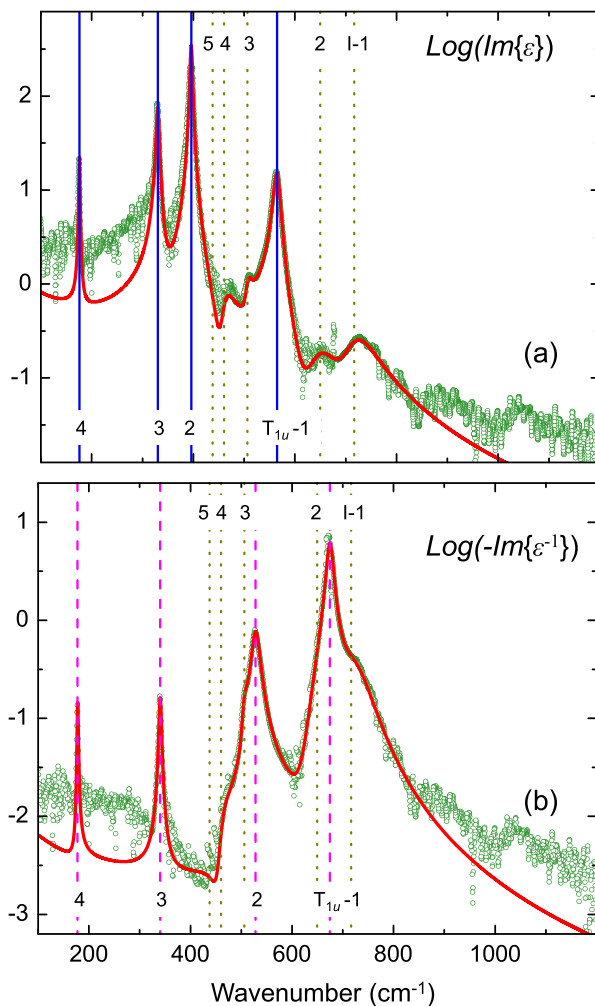 5 4 3 2 I-1
Log(Im{ε})
2
1
0
-1
(a)
4 3 2 T1u-1
5 4 3 2 I-1
Log(-Im{ε-1})
1
0
-1
-2
-3
(b)
4 3 2 T1u-1
200 400 600 800 1000
Wavenumber (cm-1)